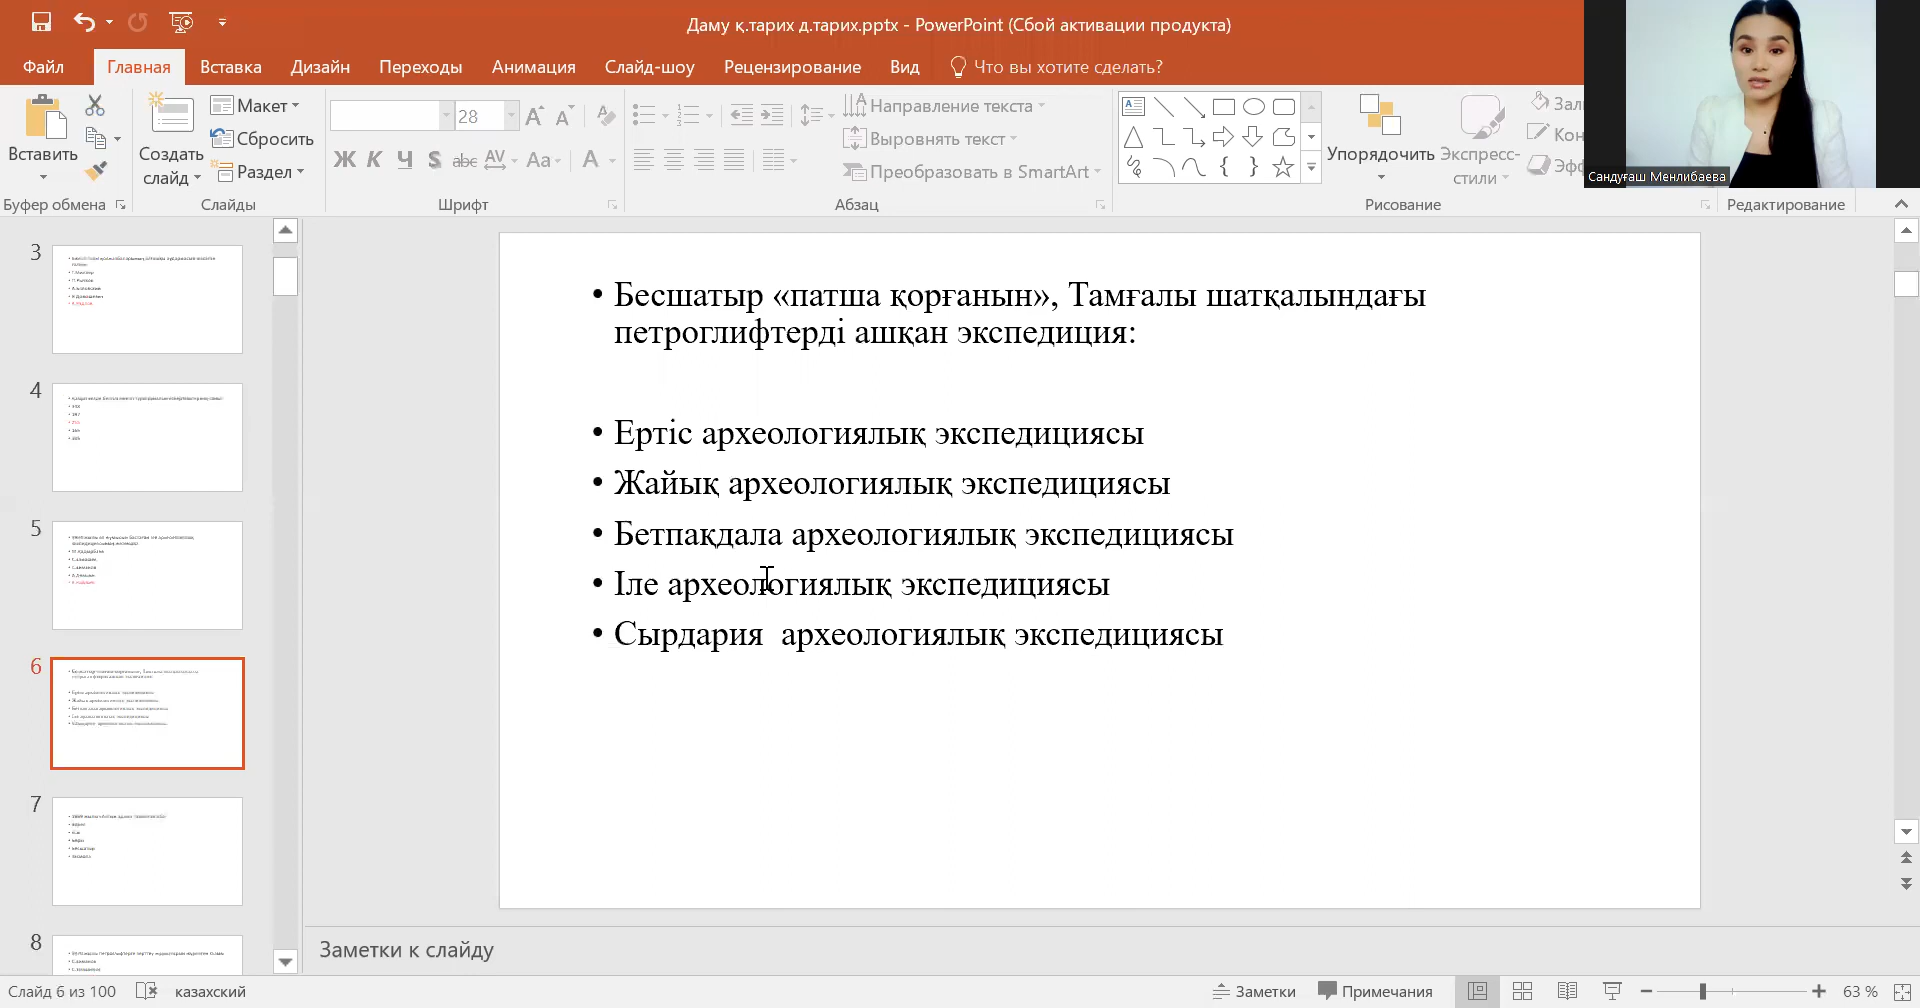 Даму қ.тарих д.тарих.pptx - PowerPoint (Сбой активации продукта)
Файл Главная Вставка Дизайн Переходы Анимация Слайд-шоу Рецензирование Вид Что вы хотите сделать?
Вставить
Создать слайд
Макет
Сбросить
Раздел
28
Ж К Ч S abc AV Aa A
Направление текста
Выровнять текст
Преобразовать в SmartArt
Упорядочить
Экспресс-стили
Буфер обмена Слайды Шрифт Абзац Рисование Редактирование
Сандуғаш Менлибаева
3
4
5
6
7
8
• Бесшатыр «патша қорғанын», Тамғалы шатқалындағы
петроглифтерді ашқан экспедиция:
• Ертіс археологиялық экспедициясы
• Жайық археологиялық экспедициясы
• Бетпақдала археологиялық экспедициясы
• Іле археологиялық экспедициясы
• Сырдария археологиялық экспедициясы
Заметки к слайду
Слайд 6 из 100 казахский Заметки Примечания 63 %